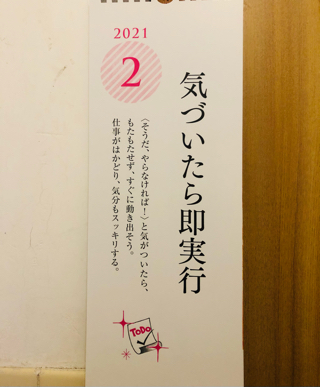 2021
2
気づいたら即実行
〈そうだ、やらなければ!〉と気がついたら、
もたもたせず、すぐに動き出そう。
仕事がはかどり、気分もスッキリする。
TODO